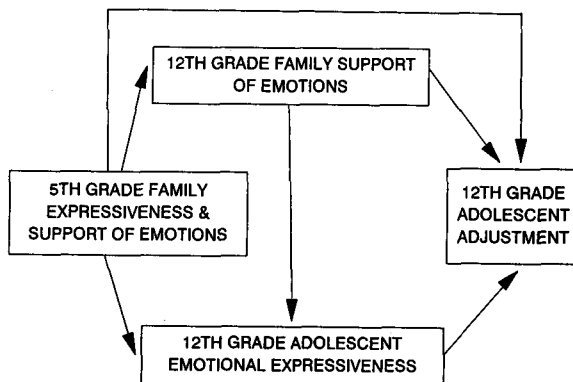 12TH GRADE FAMILY SUPPORT
OF EMOTIONS
5TH GRADE FAMILY
EXPRESSIVENESS &
SUPPORT OF EMOTIONS
12TH GRADE
ADOLESCENT
ADJUSTMENT
12TH GRADE ADOLESCENT
EMOTIONAL EXPRESSIVENESS